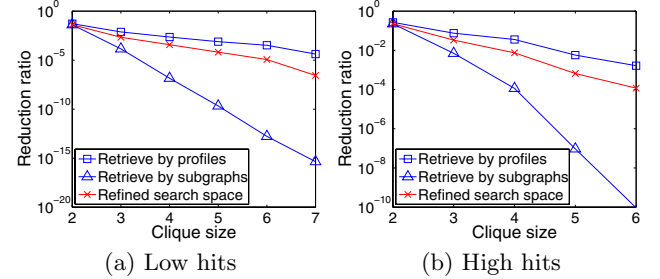 Reduction ratio
10^0
10^-5
10^-10
10^-15
10^-20
Retrieve by profiles
Retrieve by subgraphs
Refined search space
2 3 4 5 6 7
Clique size
(a) Low hits
Reduction ratio
10^0
10^-2
10^-4
10^-6
10^-8
10^-10
Retrieve by profiles
Retrieve by subgraphs
Refined search space
2 3 4 5 6
Clique size
(b) High hits